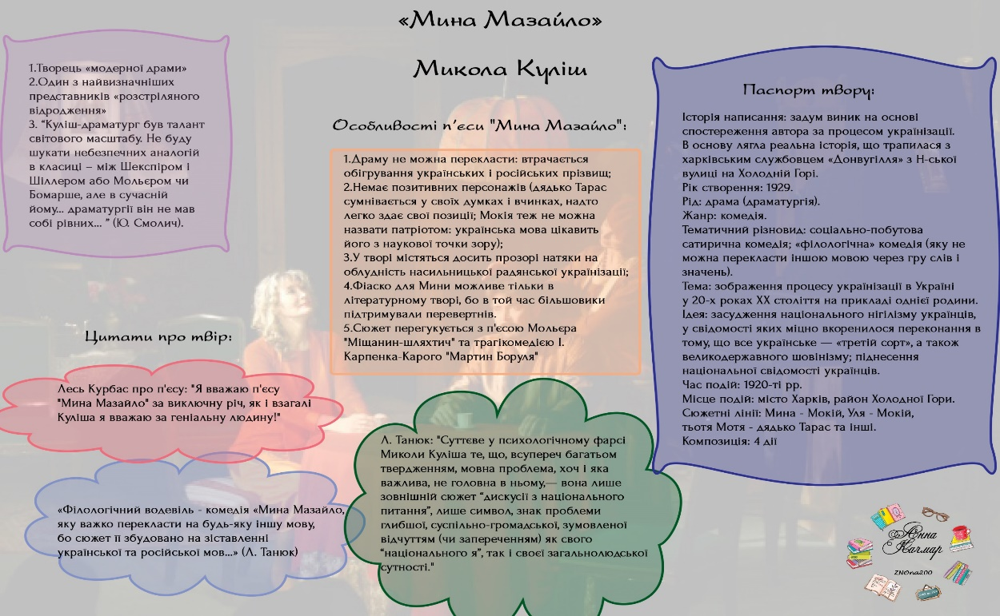 «Мина Мазайло»
Микола Куліш
1.Творець «модерної драми»
2.Один з найвизначніших
представників «розстріляного
відродження»
3. “Куліш-драматург був талант
світового масштабу. Не буду
шукати небезпечних аналогій
в класиці – між Шекспіром і
Шіллером або Мольєром чи
Бомарше, але в сучасній
йому... драматургії він не мав
собі рівних... ” (Ю. Смолич).
Цитати про твір:
Лесь Курбас про п'єсу: "Я вважаю п'єсу
"Мина Мазайло" за виключну річ, як і взагалі
Куліша я вважаю за геніальну людину!"
«Філологічний водевіль - комедія «Мина Мазайло,
яку важко перекласти на будь-яку іншу мову,
бо сюжет її збудовано на зіставленні
української та російської мов...» (Л. Танюк)
Особливості п’єси "Мина Мазайло":
1.Драму не можна перекласти: втрачається
обігрування українських і російських прізвищ;
2.Немає позитивних персонажів (дядько Тарас
сумнівається у своїх думках і вчинках, надто
легко здає свої позиції; Мокія теж не можна
назвати патріотом: українська мова цікавить
його з наукової точки зору);
3.У творі містяться досить прозорі натяки на
облудність насильницької радянської українізації;
4.Фіаско для Мини можливе тільки в
літературному творі, бо в той час більшовики
підтримували перевертнів.
5.Сюжет перегукується з п'єсою Мольєра
"Міщанин-шляхтич" та трагікомедією І.
Карпенка-Карого "Мартин Боруля"
Л. Танюк: "Суттєве у психологічному фарсі
Миколи Куліша те, що, всупереч багатьом
твердженням, мовна проблема, хоч і яка
важлива, не головна в ньому,— вона лише
зовнішній сюжет “дискусії з національного
питання”, лише символ, знак проблеми
глибшої, суспільно-громадської, зумовленої
відчуттям (чи запереченням) як свого
“національного я”, так і своєї загальнолюдської
сутності."
Паспорт твору:
Історія написання: задум виник на основі
спостереження автора за процесом українізації.
В основу лягла реальна історія, що трапилася з
харківським службовцем «Донвугілля» з Н-ської
вулиці на Холодній Горі.
Рік створення: 1929.
Рід: драма (драматургія).
Жанр: комедія.
Тематичний різновид: соціально-побутова
сатирична комедія; «філологічна» комедія (яку не
можна перекласти іншою мовою через гру слів і
значень).
Тема: зображення процесу українізації в Україні
у 20-х роках XX століття на прикладі однієї родини.
Ідея: засудження національного нігілізму українців,
у свідомості яких міцно вкоренилося переконання в
тому, що все українське — «третій сорт», а також
великодержавного шовінізму; піднесення
національної свідомості українців.
Час подій: 1920-ті рр.
Місце подій: місто Харків, район Холодної Гори.
Сюжетні лінії: Мина - Мокій, Уля - Мокій,
тьотя Мотя - дядько Тарас та інші.
Композиція: 4 дії
Анна
Качмар
ZNOna200